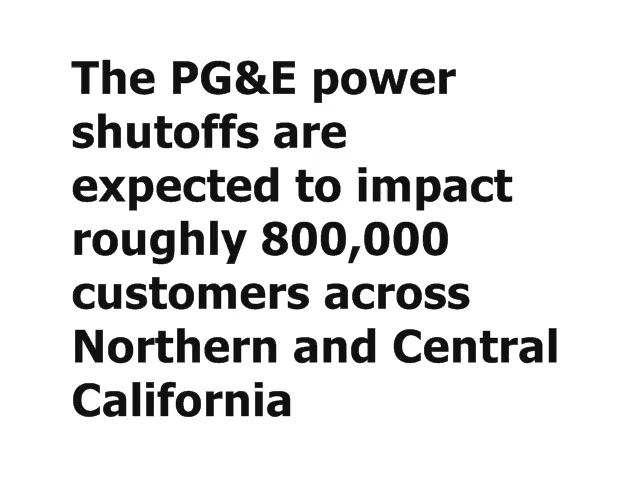 The PG&E power
shutoffs are
expected to impact
roughly 800,000
customers across
Northern and Central
California